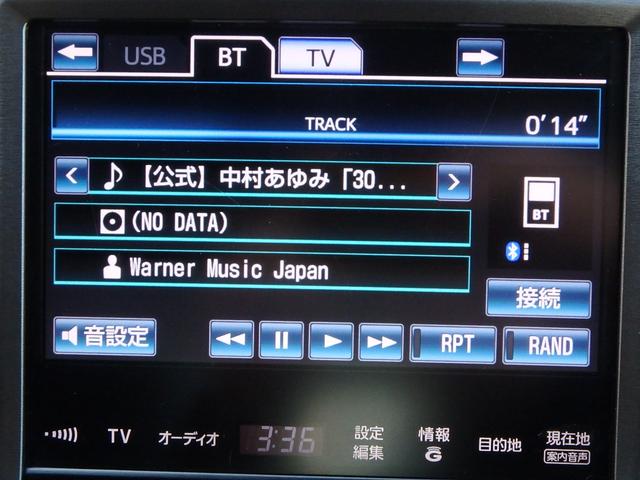 USB BT TV
TRACK 0'14"
【公式】中村あゆみ「30...
(NO DATA)
BT
Warner Music Japan
接続
音設定 RPT RAND
TV オーディオ 3:36 設定編集 情報 G 目的地 現在地
案内音声